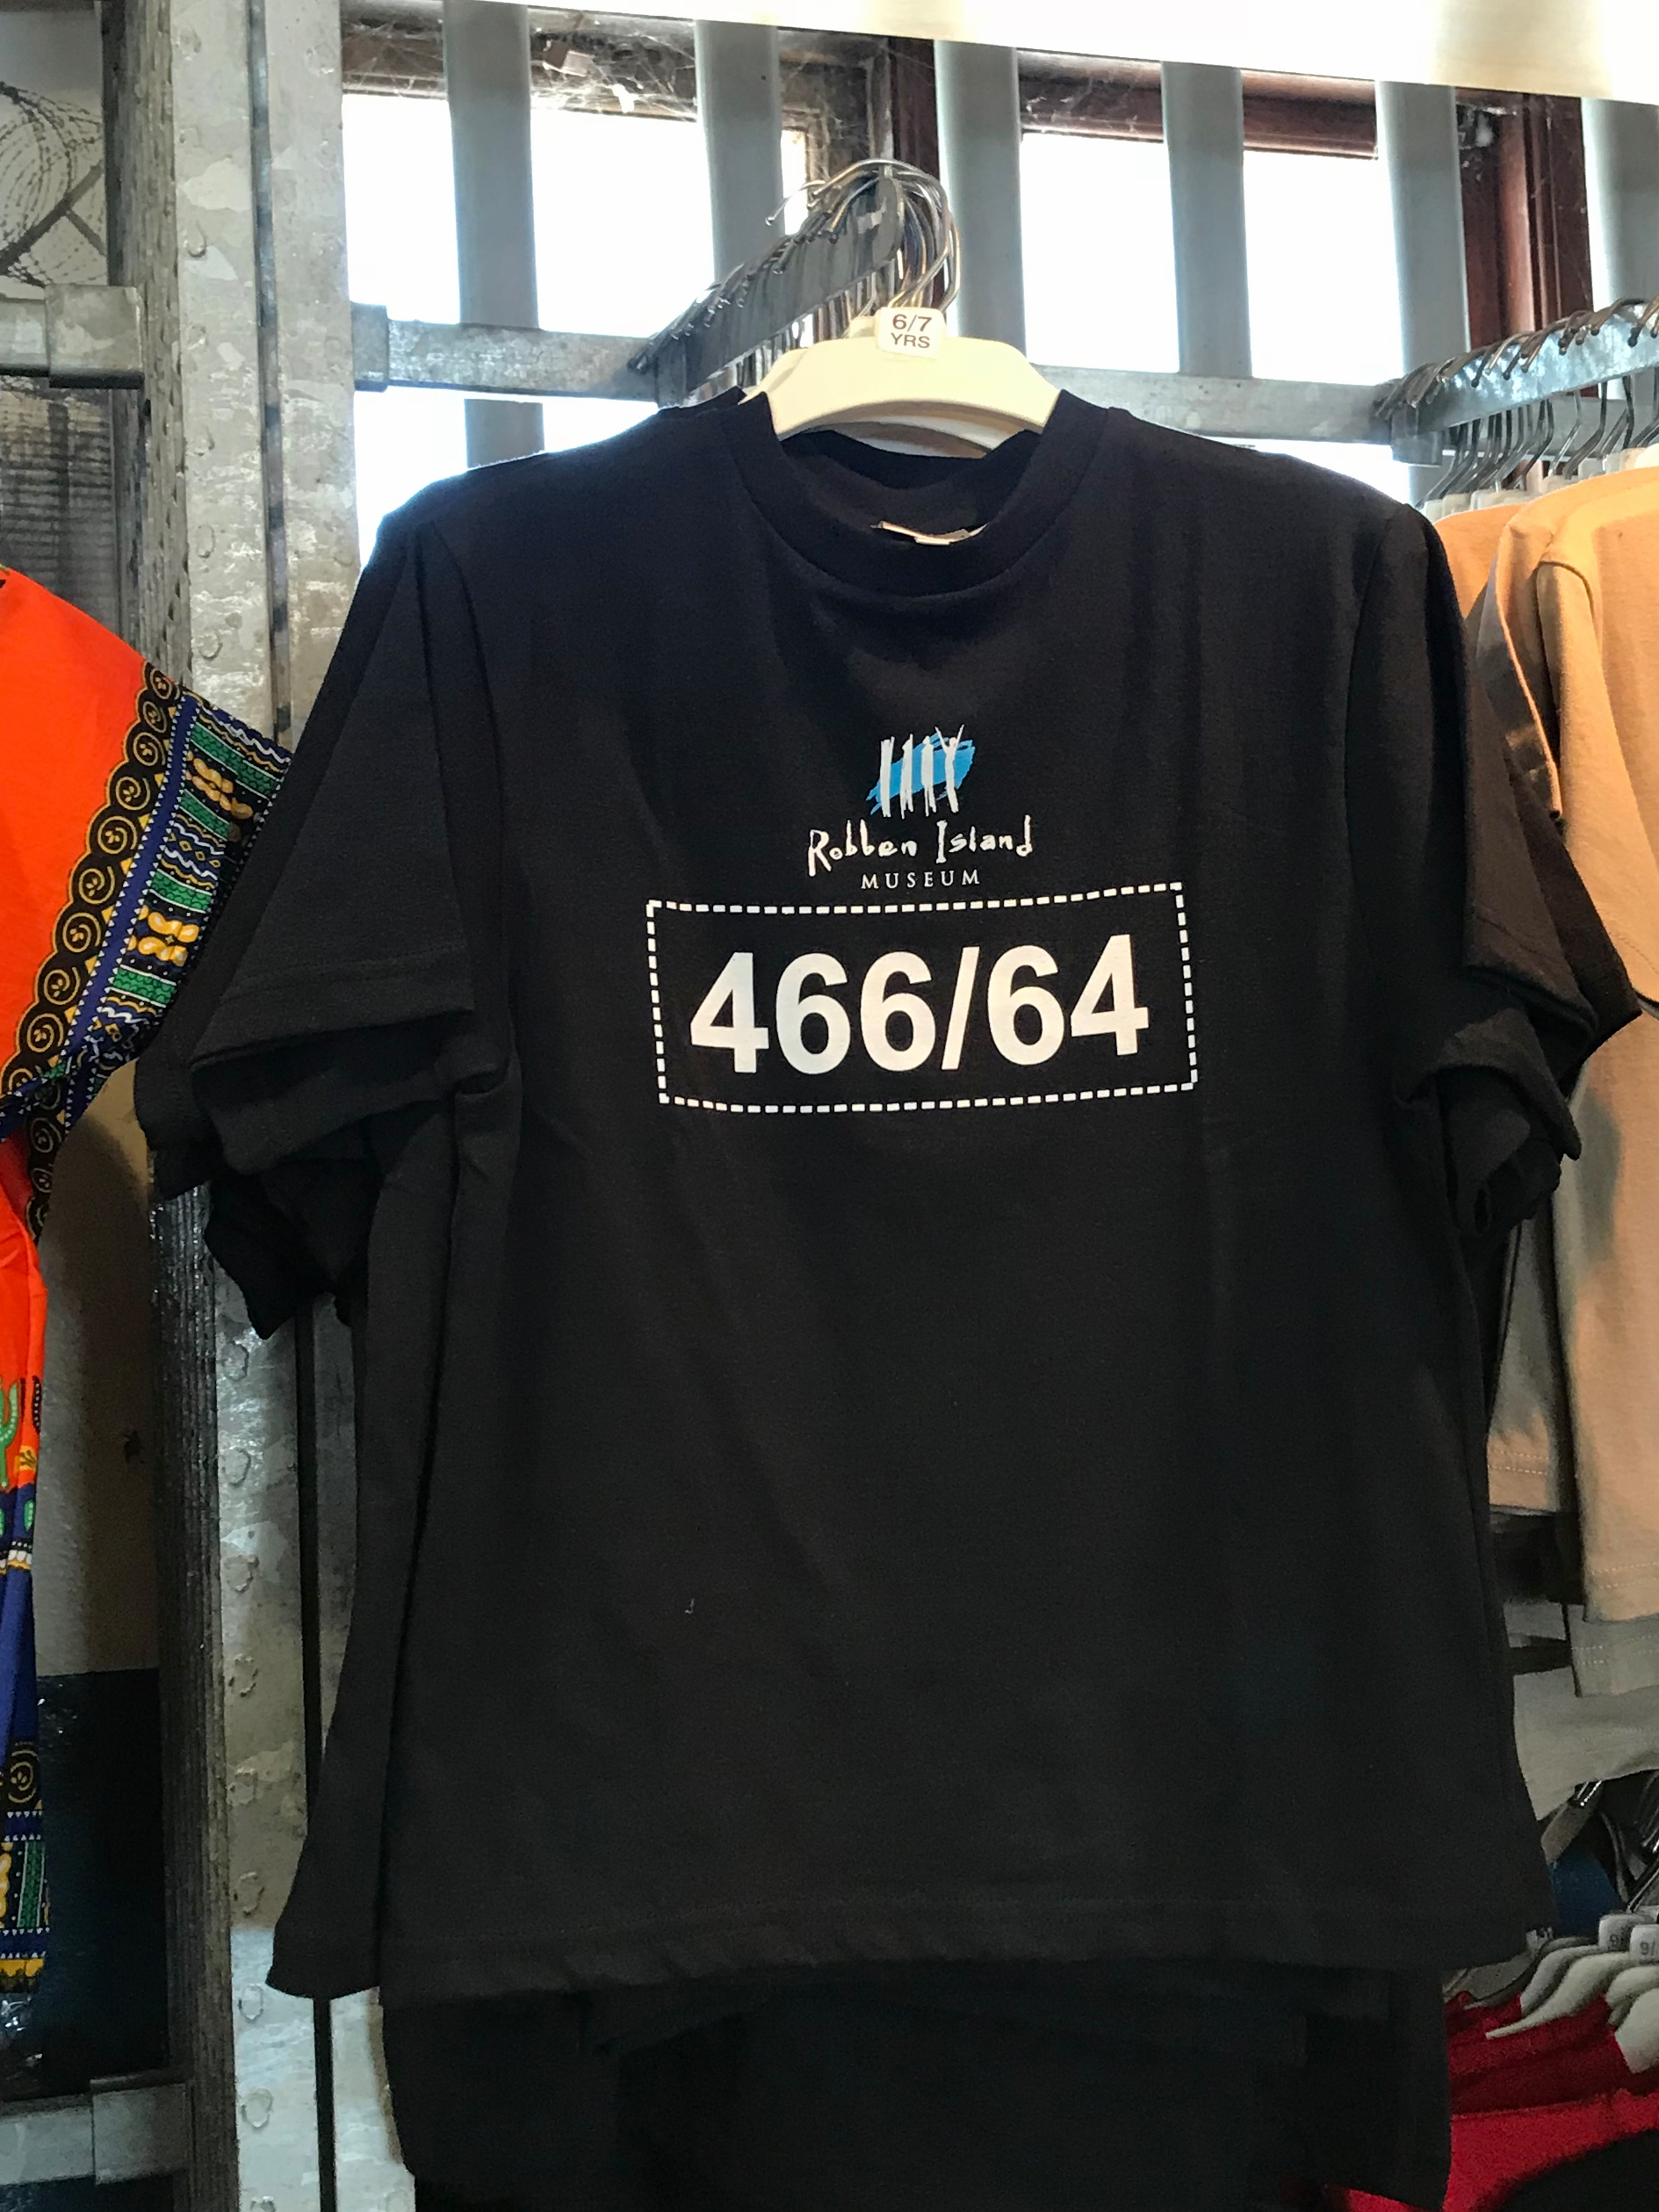 6/7
YRS
Robben Island
MUSEUM
466/64